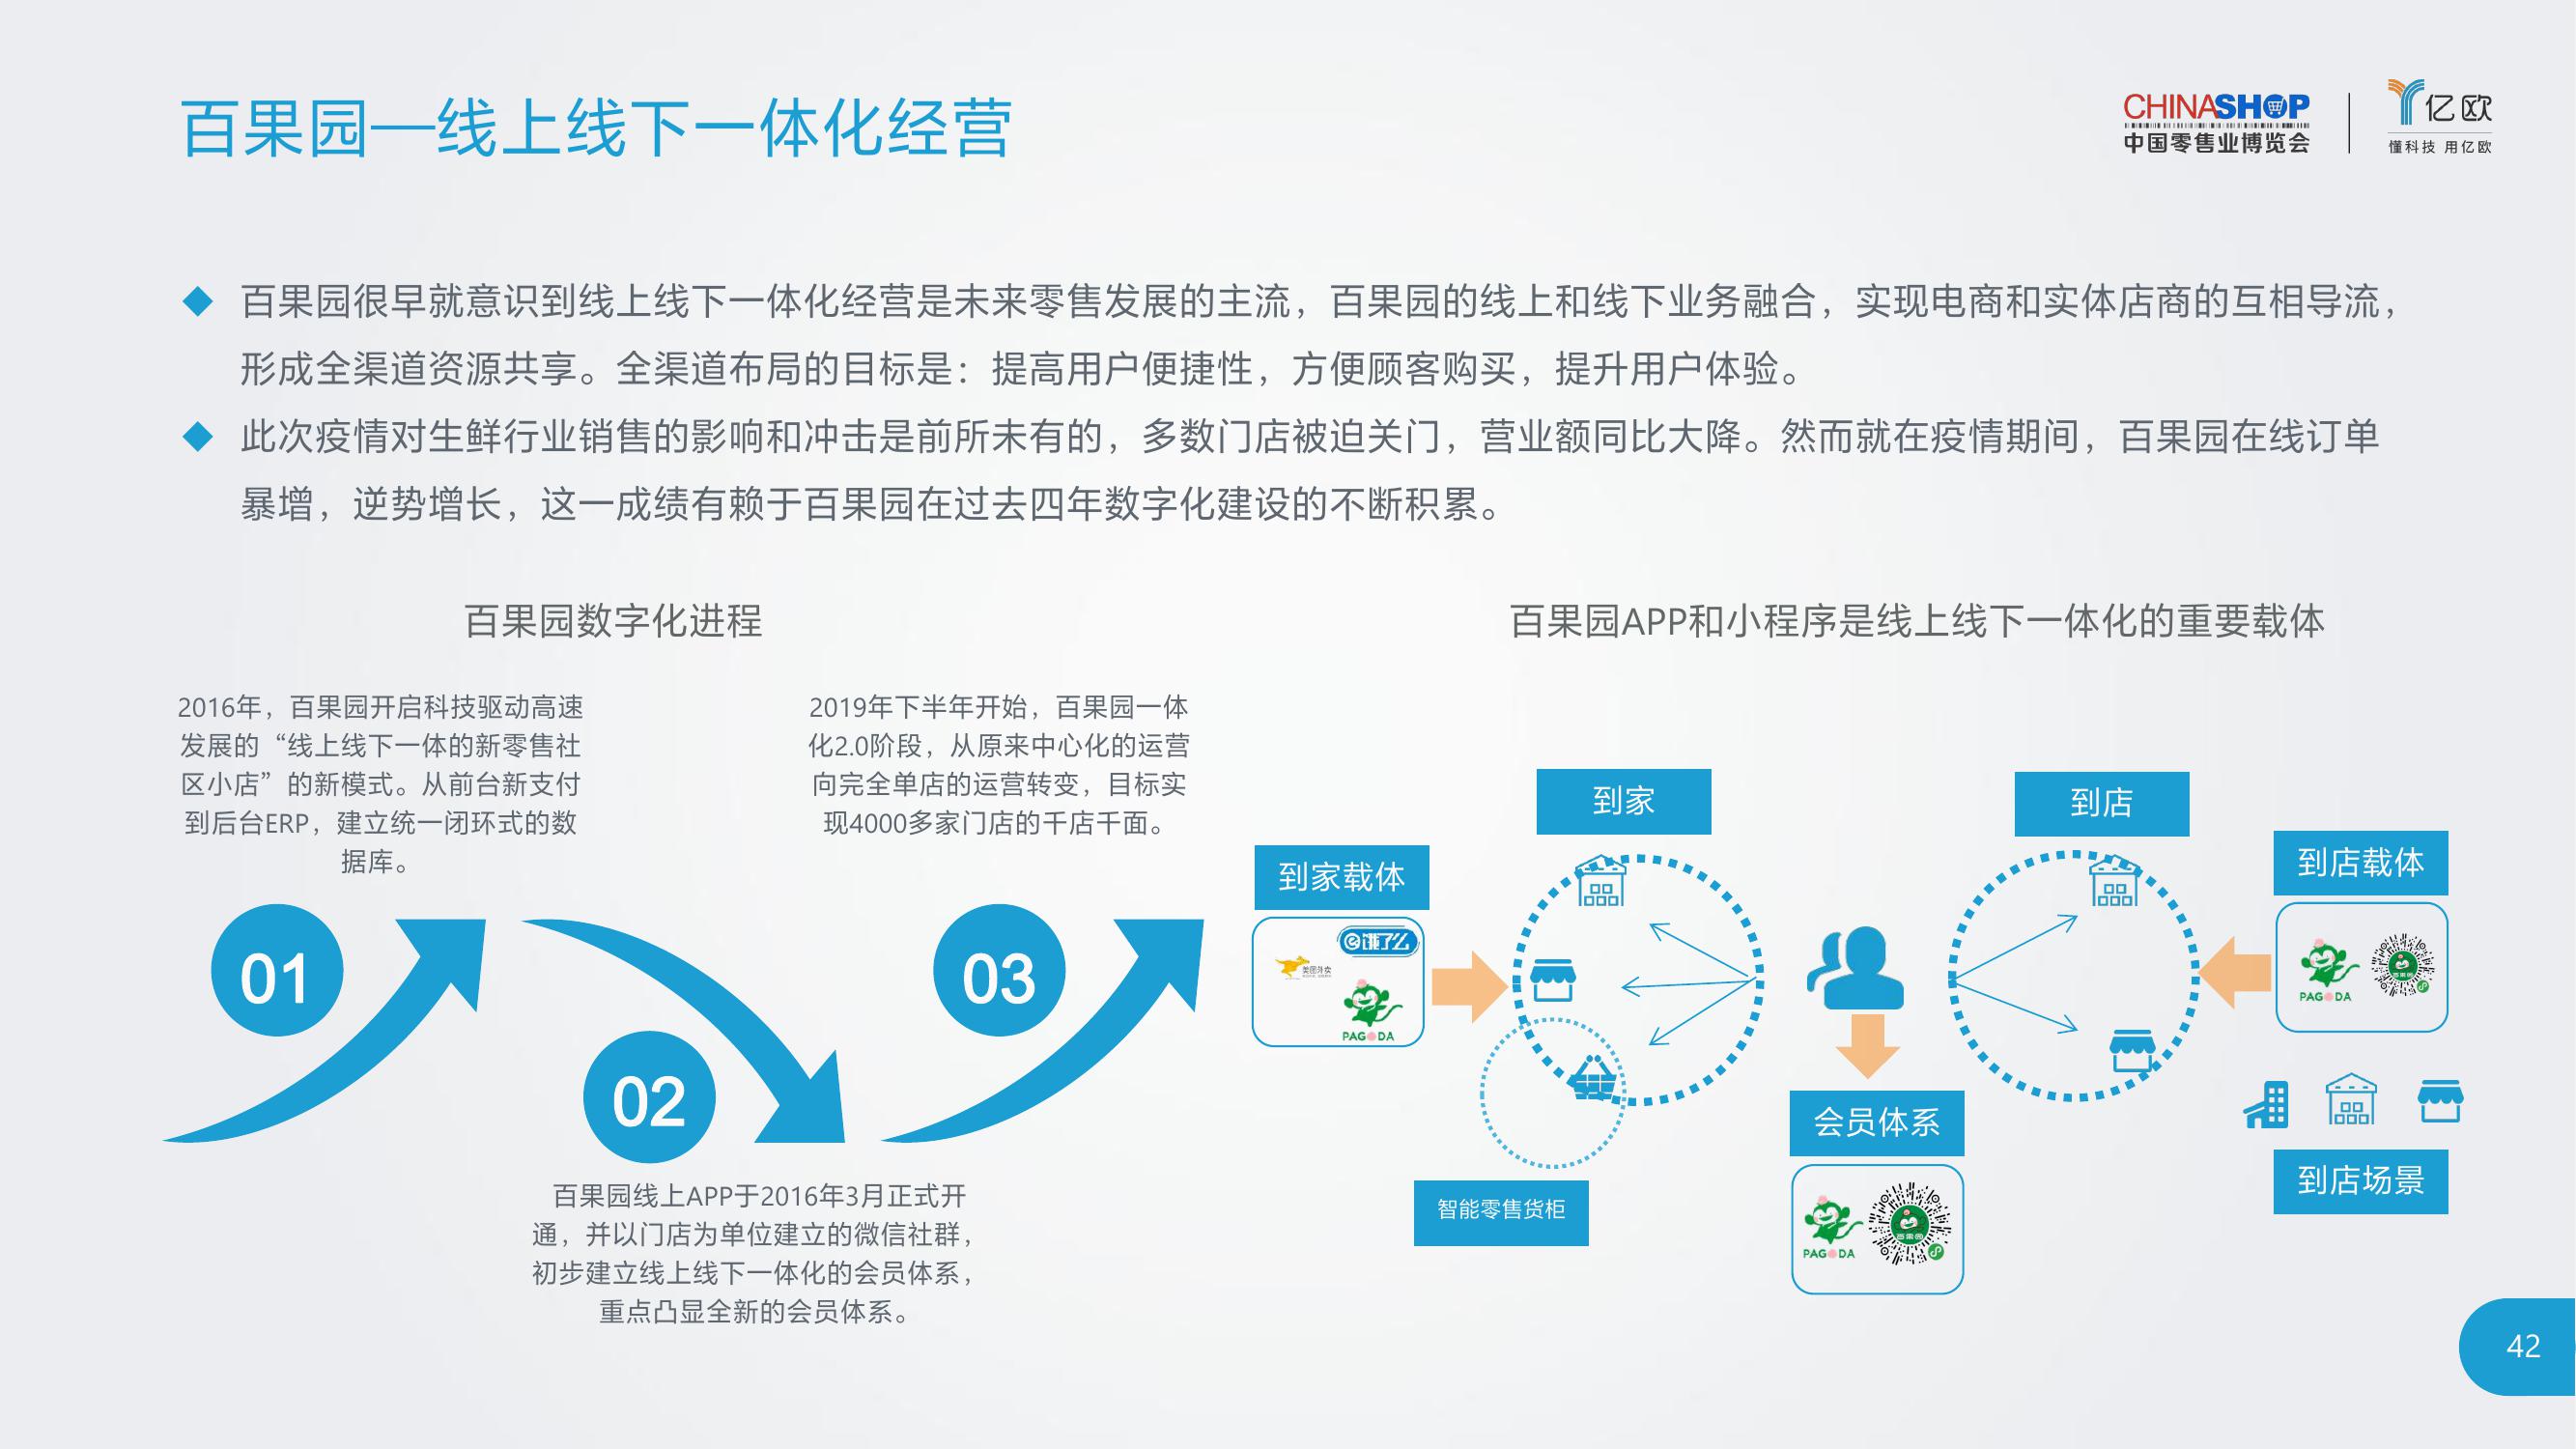 百果园—线上线下一体化经营
CHINASHOP
中国零售业博览会
亿欧
懂科技 用亿欧
百果园很早就意识到线上线下一体化经营是未来零售发展的主流，百果园的线上和线下业务融合，实现电商和实体店商的互相导流，
形成全渠道资源共享。全渠道布局的目标是：提高用户便捷性，方便顾客购买，提升用户体验。
此次疫情对生鲜行业销售的影响和冲击是前所未有的，多数门店被迫关门，营业额同比大降。然而就在疫情期间，百果园在线订单
暴增，逆势增长，这一成绩有赖于百果园在过去四年数字化建设的不断积累。
百果园数字化进程
2016年，百果园开启科技驱动高速
发展的“线上线下一体的新零售社
区小店”的新模式。从前台新支付
到后台ERP，建立统一闭环式的数
据库。
01
02
百果园线上APP于2016年3月正式开
通，并以门店为单位建立的微信社群，
初步建立线上线下一体化的会员体系，
重点凸显全新的会员体系。
2019年下半年开始，百果园一体
化2.0阶段，从原来中心化的运营
向完全单店的运营转变，目标实
现4000多家门店的千店千面。
03
百果园APP和小程序是线上线下一体化的重要载体
到家载体
饿了么
美团外卖
PAGODA
到家
智能零售货柜
会员体系
PAGODA
百果园
到店
到店载体
PAGODA
百果园
到店场景
42